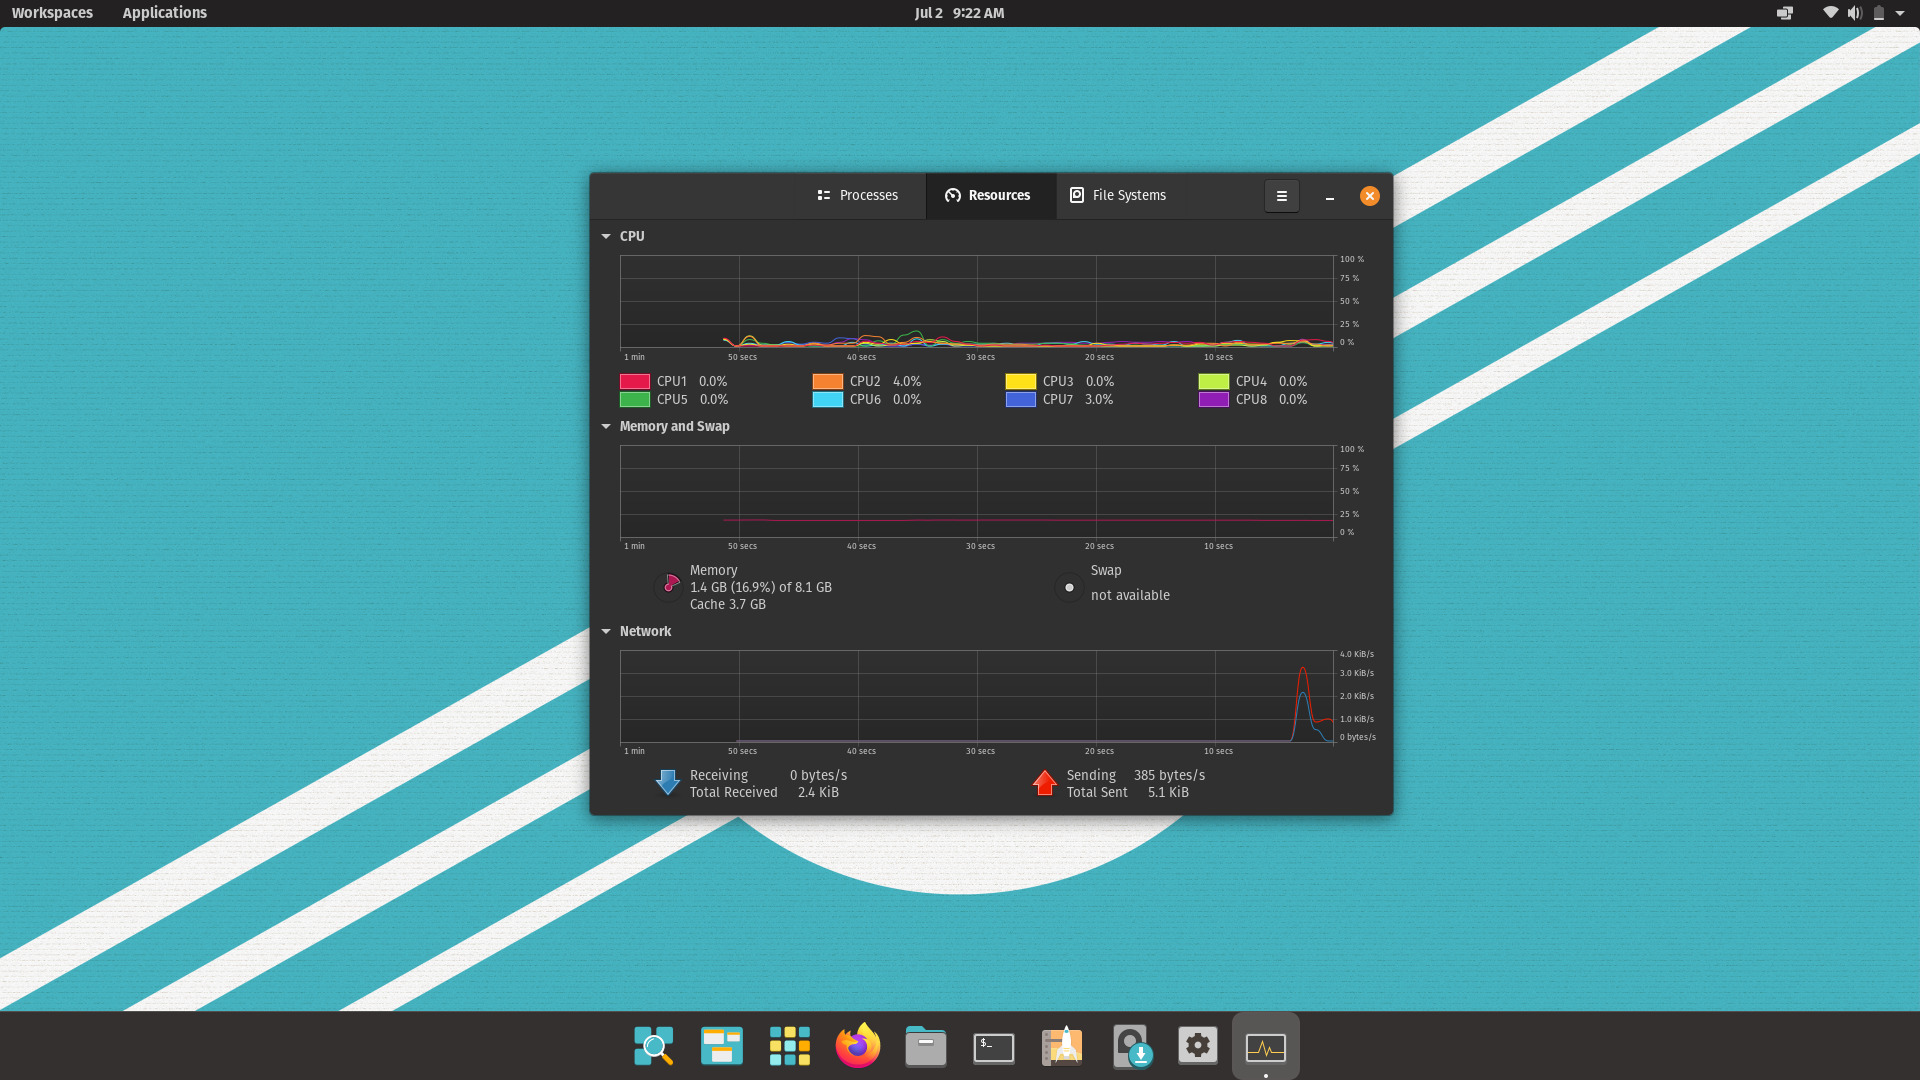 Workspaces Applications Jul 2 9:22 AM
Processes Resources File Systems
CPU
100 %
75 %
50 %
25 %
0 %
1 min 50 secs 40 secs 30 secs 20 secs 10 secs
CPU1 0.0% CPU2 4.0% CPU3 0.0% CPU4 0.0%
CPU5 0.0% CPU6 0.0% CPU7 3.0% CPU8 0.0%
Memory and Swap
100 %
75 %
50 %
25 %
0 %
1 min 50 secs 40 secs 30 secs 20 secs 10 secs
Memory
1.4 GB (16.9%) of 8.1 GB
Cache 3.7 GB
Swap
not available
Network
4.0 KiB/s
3.0 KiB/s
2.0 KiB/s
1.0 KiB/s
0 bytes/s
1 min 50 secs 40 secs 30 secs 20 secs 10 secs
Receiving 0 bytes/s
Total Received 2.4 KiB
Sending 385 bytes/s
Total Sent 5.1 KiB
$_